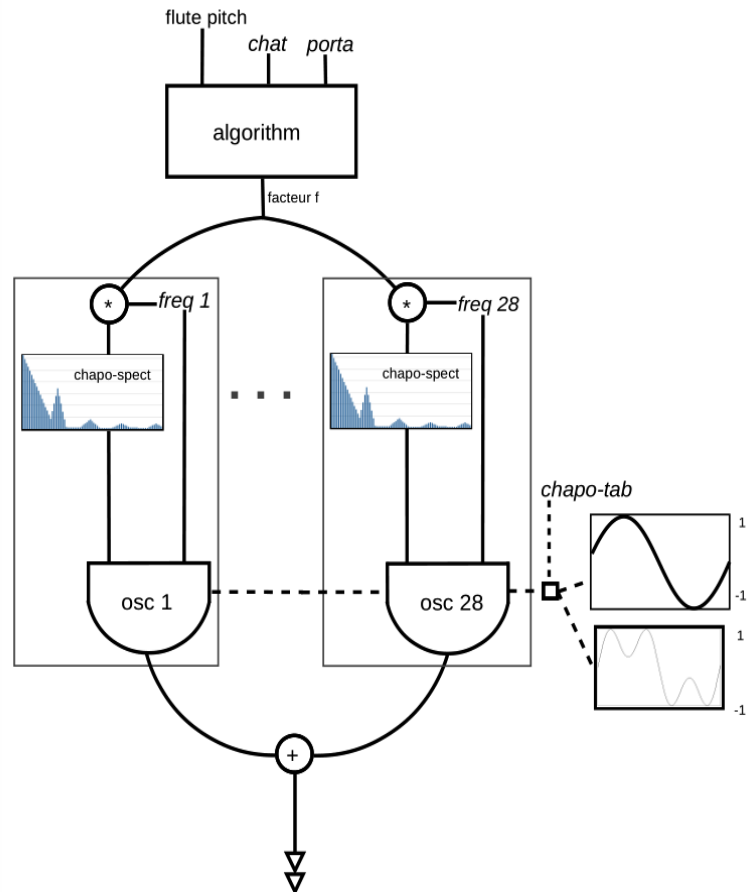 flute pitch
chat porta
algorithm
facteur f
* freq 1
* freq 28
chapo-spect
chapo-spect
chapo-tab
1
-1
osc 1
osc 28
1
-1
+